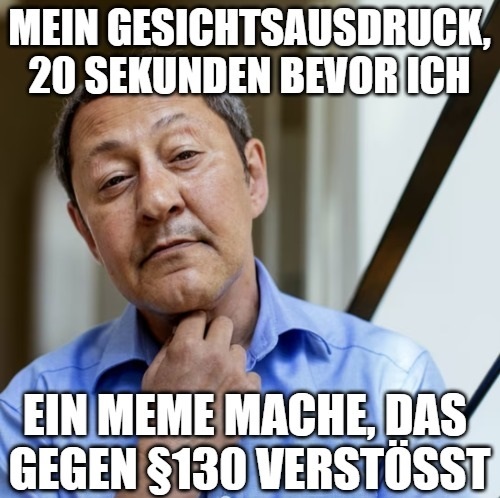 MEIN GESICHTSAUSDRUCK,
20 SEKUNDEN BEVOR ICH
EIN MEME MACHE, DAS
GEGEN §130 VERSTÖSST